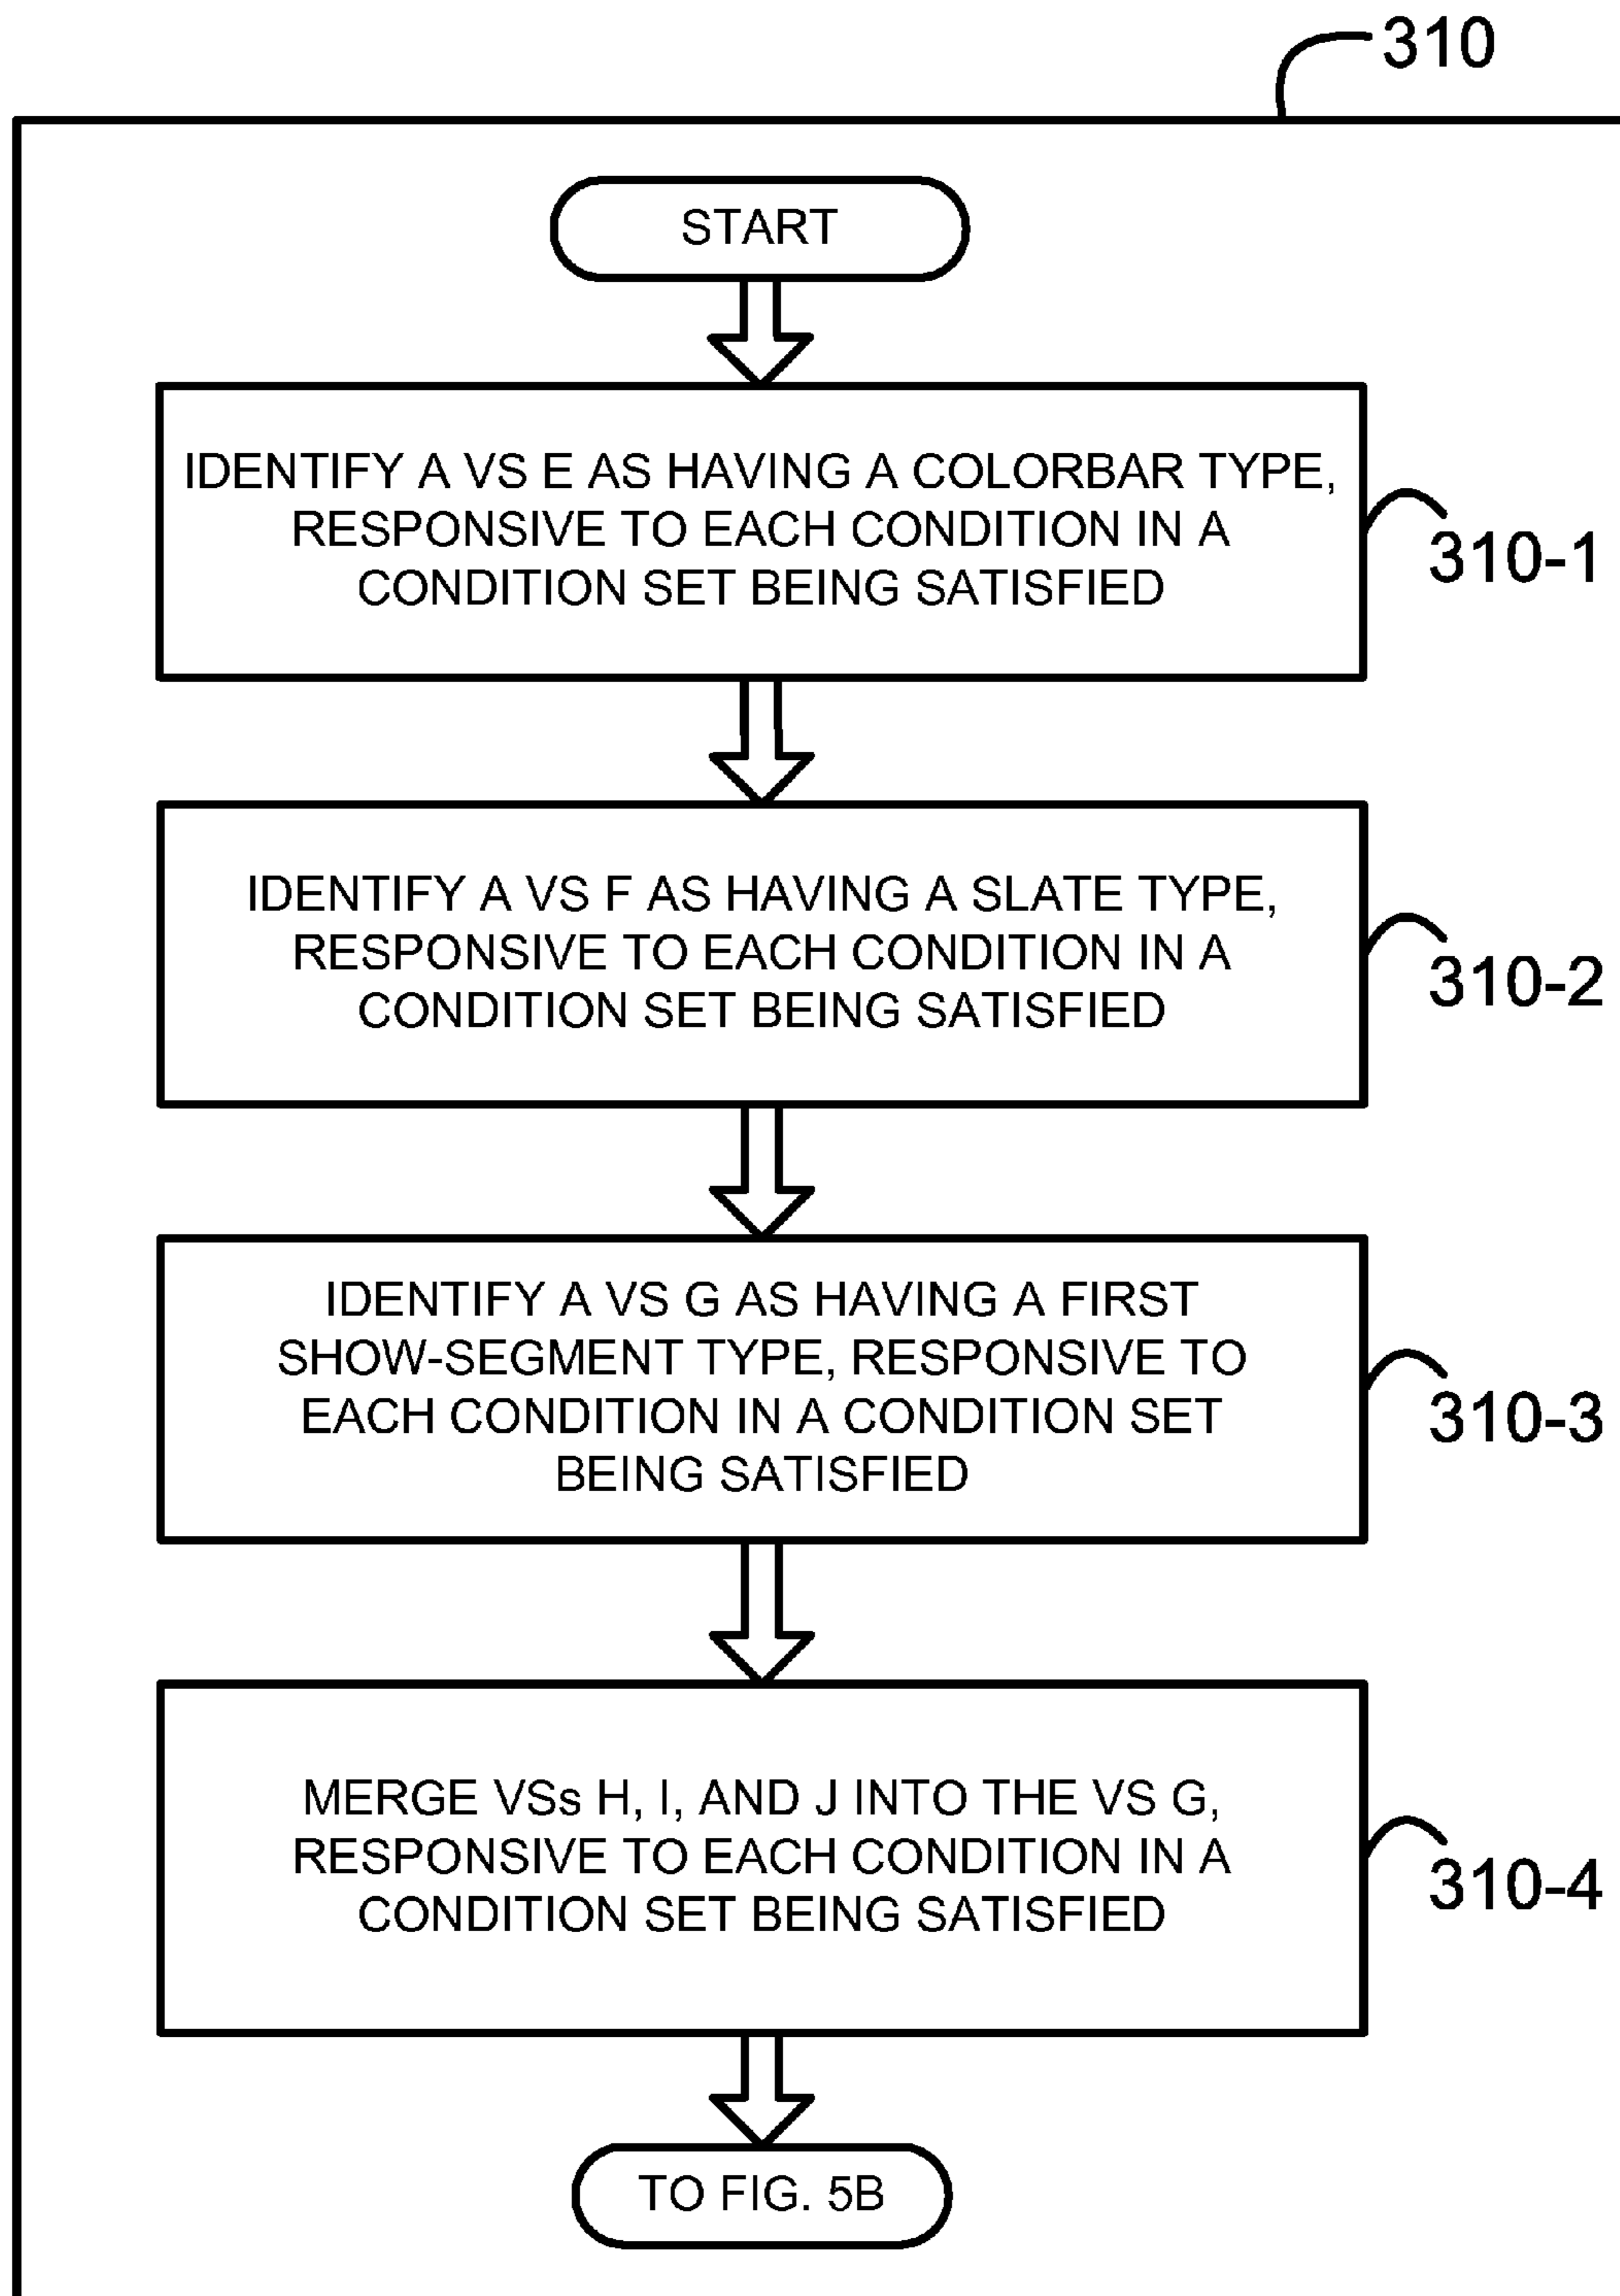 310
START
IDENTIFY A VS E AS HAVING A COLORBAR TYPE,
RESPONSIVE TO EACH CONDITION IN A
CONDITION SET BEING SATISFIED
310-1
IDENTIFY A VS F AS HAVING A SLATE TYPE,
RESPONSIVE TO EACH CONDITION IN A
CONDITION SET BEING SATISFIED
310-2
IDENTIFY A VS G AS HAVING A FIRST
SHOW-SEGMENT TYPE, RESPONSIVE TO
EACH CONDITION IN A CONDITION SET
BEING SATISFIED
310-3
MERGE VSs H, I, AND J INTO THE VS G,
RESPONSIVE TO EACH CONDITION IN A
CONDITION SET BEING SATISFIED
310-4
TO FIG. 5B